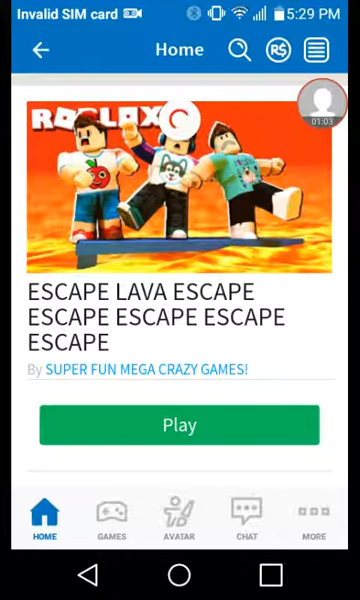 Invalid SIM card 5:29 PM
Home R$
ROBLOX
01:03
ESCAPE LAVA ESCAPE
ESCAPE ESCAPE ESCAPE
ESCAPE
By SUPER FUN MEGA CRAZY GAMES!
Play
HOME GAMES AVATAR CHAT MORE